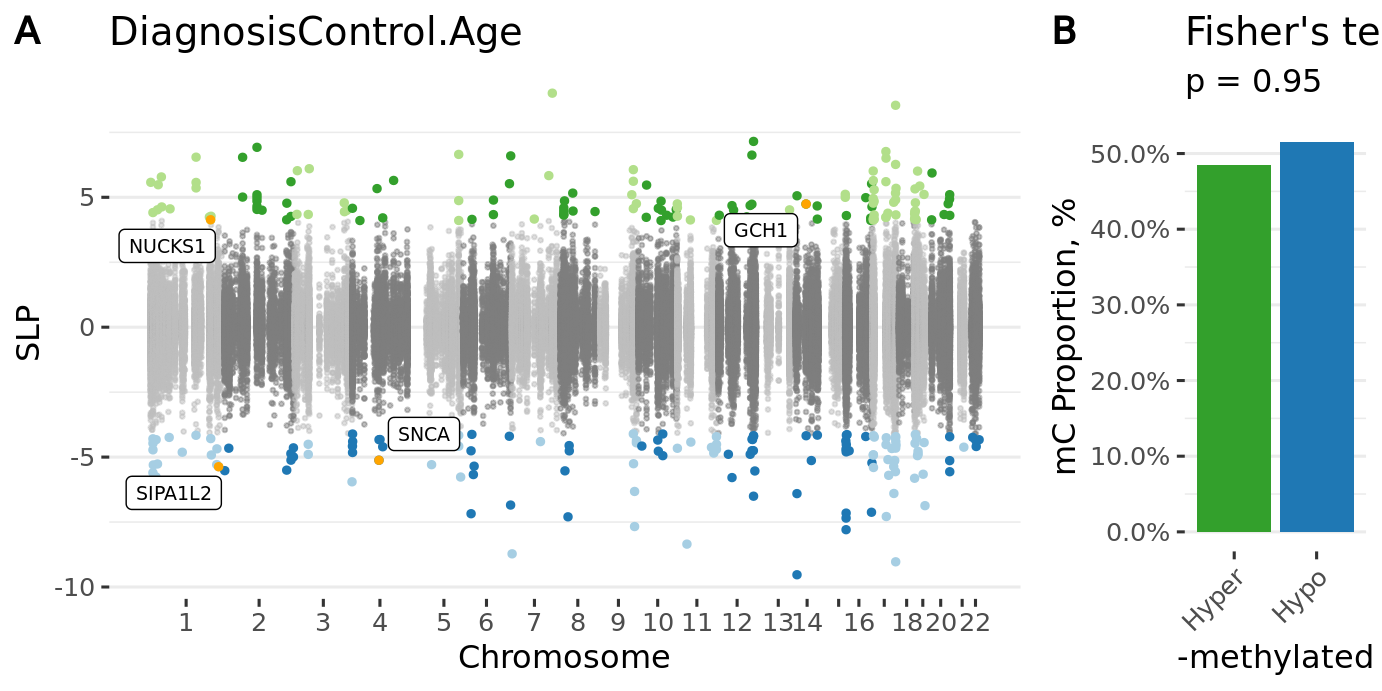 A
DiagnosisControl.Age
SLP
5
0
-5
-10
NUCKS1
GCH1
SNCA
SIPA1L2
1 2 3 4 5 6 7 8 9 10 11 12 13 14 16 18 20 22
Chromosome
B
Fisher's te
p = 0.95
mC Proportion, %
50.0%
40.0%
30.0%
20.0%
10.0%
0.0%
Hyper
Hypo
-methylated